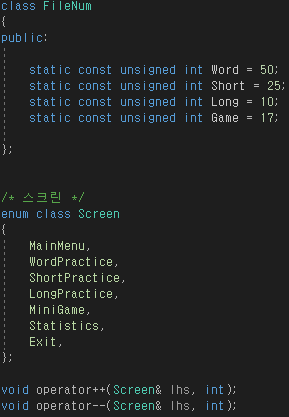 class FileNum
{
public:
static const unsigned int Word = 50;
static const unsigned int Short = 25;
static const unsigned int Long = 10;
static const unsigned int Game = 17;
};
/* 스크린 */
enum class Screen
{
MainMenu,
WordPractice,
ShortPractice,
LongPractice,
MiniGame,
Statistics,
Exit,
};
void operator++(Screen& lhs, int);
void operator--(Screen& lhs, int);